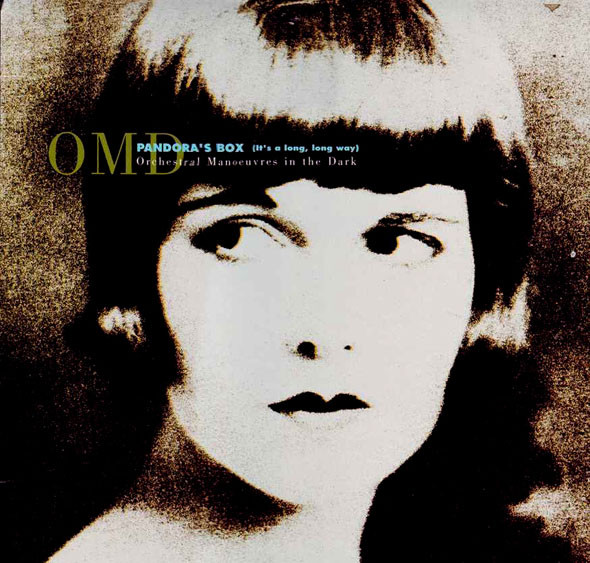 OMD
PANDORA'S BOX (It's a long, long way)
Orchestral Manoeuvres in the Dark